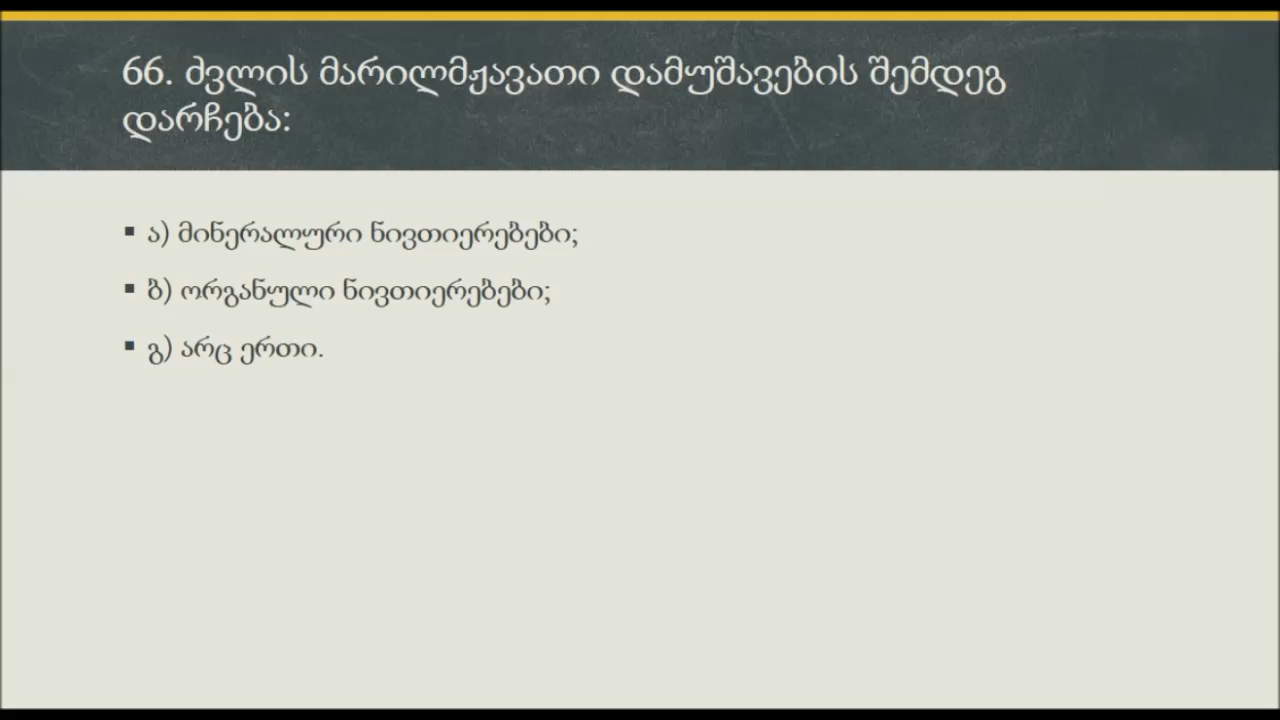 66. ძვლის მარილმჟავათი დამუშავების შემდეგ
დარჩება:
▪ ა) მინერალური ნივთიერებები;
▪ ბ) ორგანული ნივთიერებები;
▪ გ) არც ერთი.